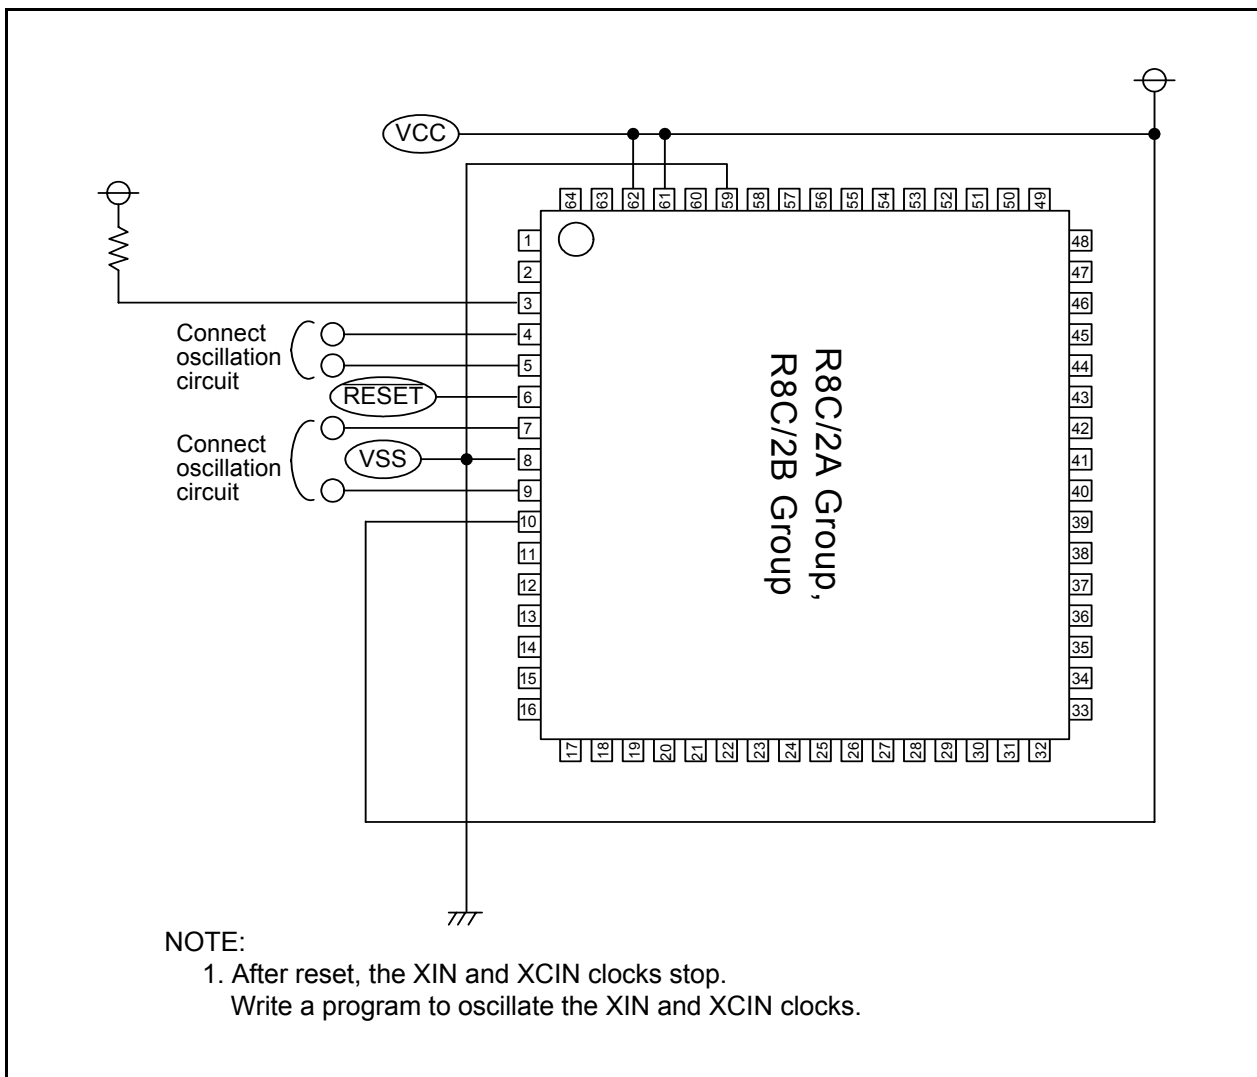 VCC
64 63 62 61 60 59 58 57 56 55 54 53 52 51 50 49
1
2
3
4
5
6
7
8
9
10
11
12
13
14
15
16
Connect
oscillation
circuit
RESET
Connect
oscillation
circuit
VSS
R8C/2A Group,
R8C/2B Group
48
47
46
45
44
43
42
41
40
39
38
37
36
35
34
33
17 18 19 20 21 22 23 24 25 26 27 28 29 30 31 32
NOTE:
1. After reset, the XIN and XCIN clocks stop.
Write a program to oscillate the XIN and XCIN clocks.